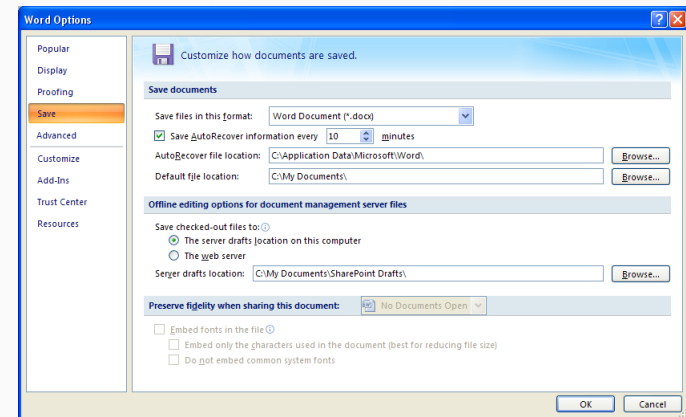 Word Options
Popular
Display
Proofing
Save
Advanced
Customize
Add-Ins
Trust Center
Resources
Customize how documents are saved.
Save documents
Save files in this format: Word Document (*.docx)
Save AutoRecover information every 10 minutes
AutoRecover file location: C:\Application Data\Microsoft\Word\ Browse...
Default file location: C:\My Documents\ Browse...
Offline editing options for document management server files
Save checked-out files to:
The server drafts location on this computer
The web server
Server drafts location: C:\My Documents\SharePoint Drafts\ Browse...
Preserve fidelity when sharing this document: No Documents Open
Embed fonts in the file
Embed only the characters used in the document (best for reducing file size)
Do not embed common system fonts
OK Cancel